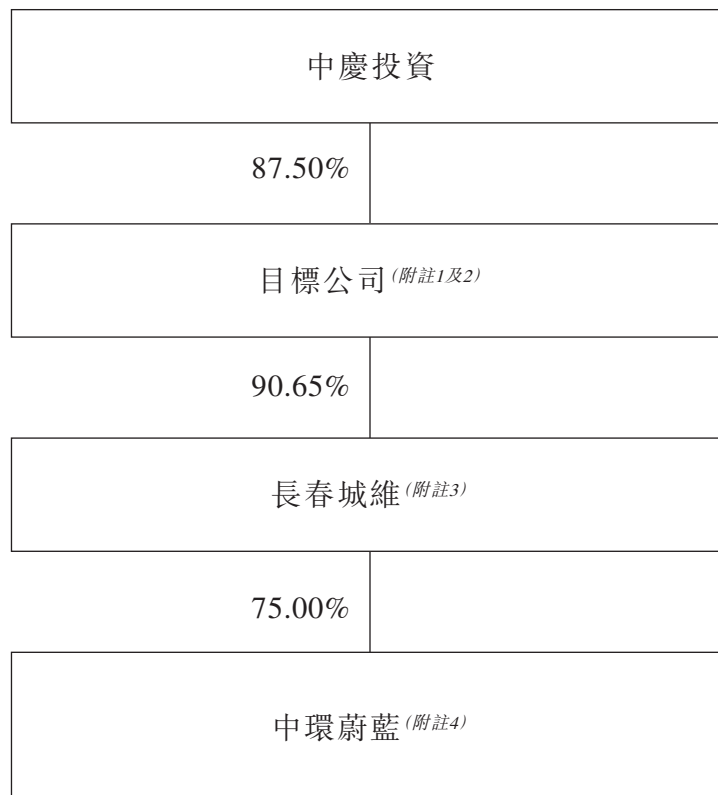 中慶投資
87.50%
目標公司(附註1及2)
90.65%
長春城維(附註3)
75.00%
中環蔚藍(附註4)